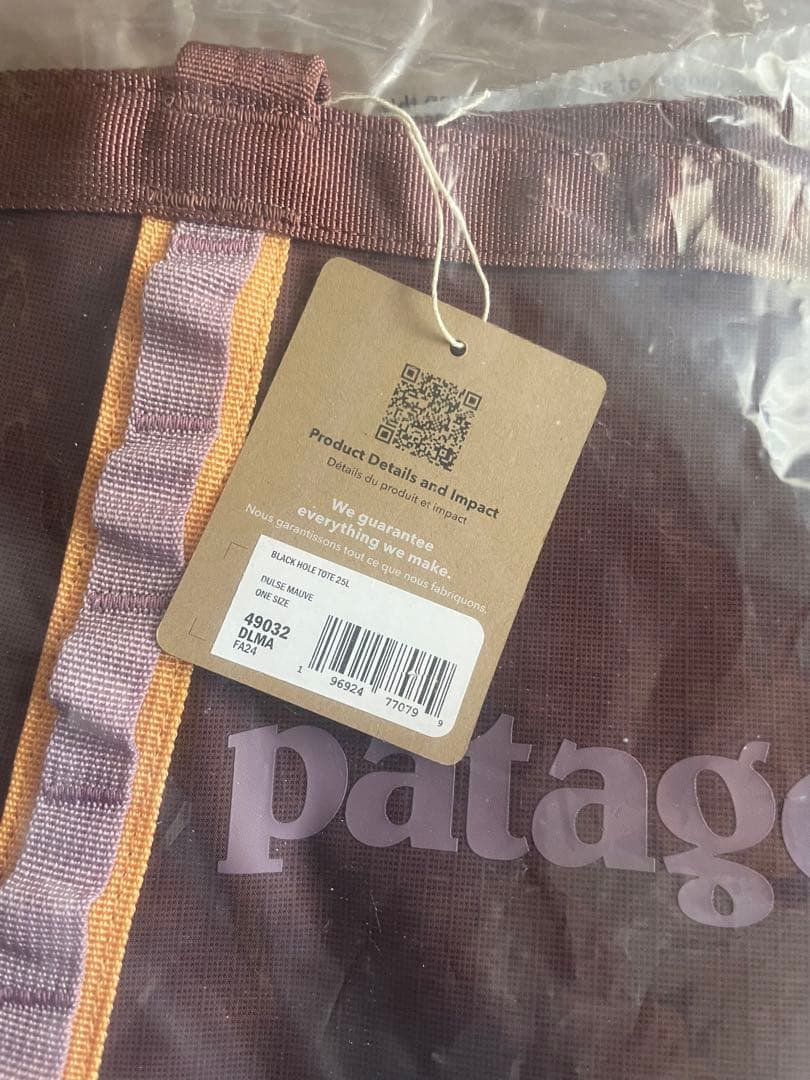 Product Details and Impact
Détails du produit et impact
We guarantee
everything we make.
Nous garantissons tout ce que nous fabriquons.
BLACK HOLE TOTE 25L
DULSE MAUVE
ONE SIZE
49032
DLMA
FA24
1 96924 77079 9
patag